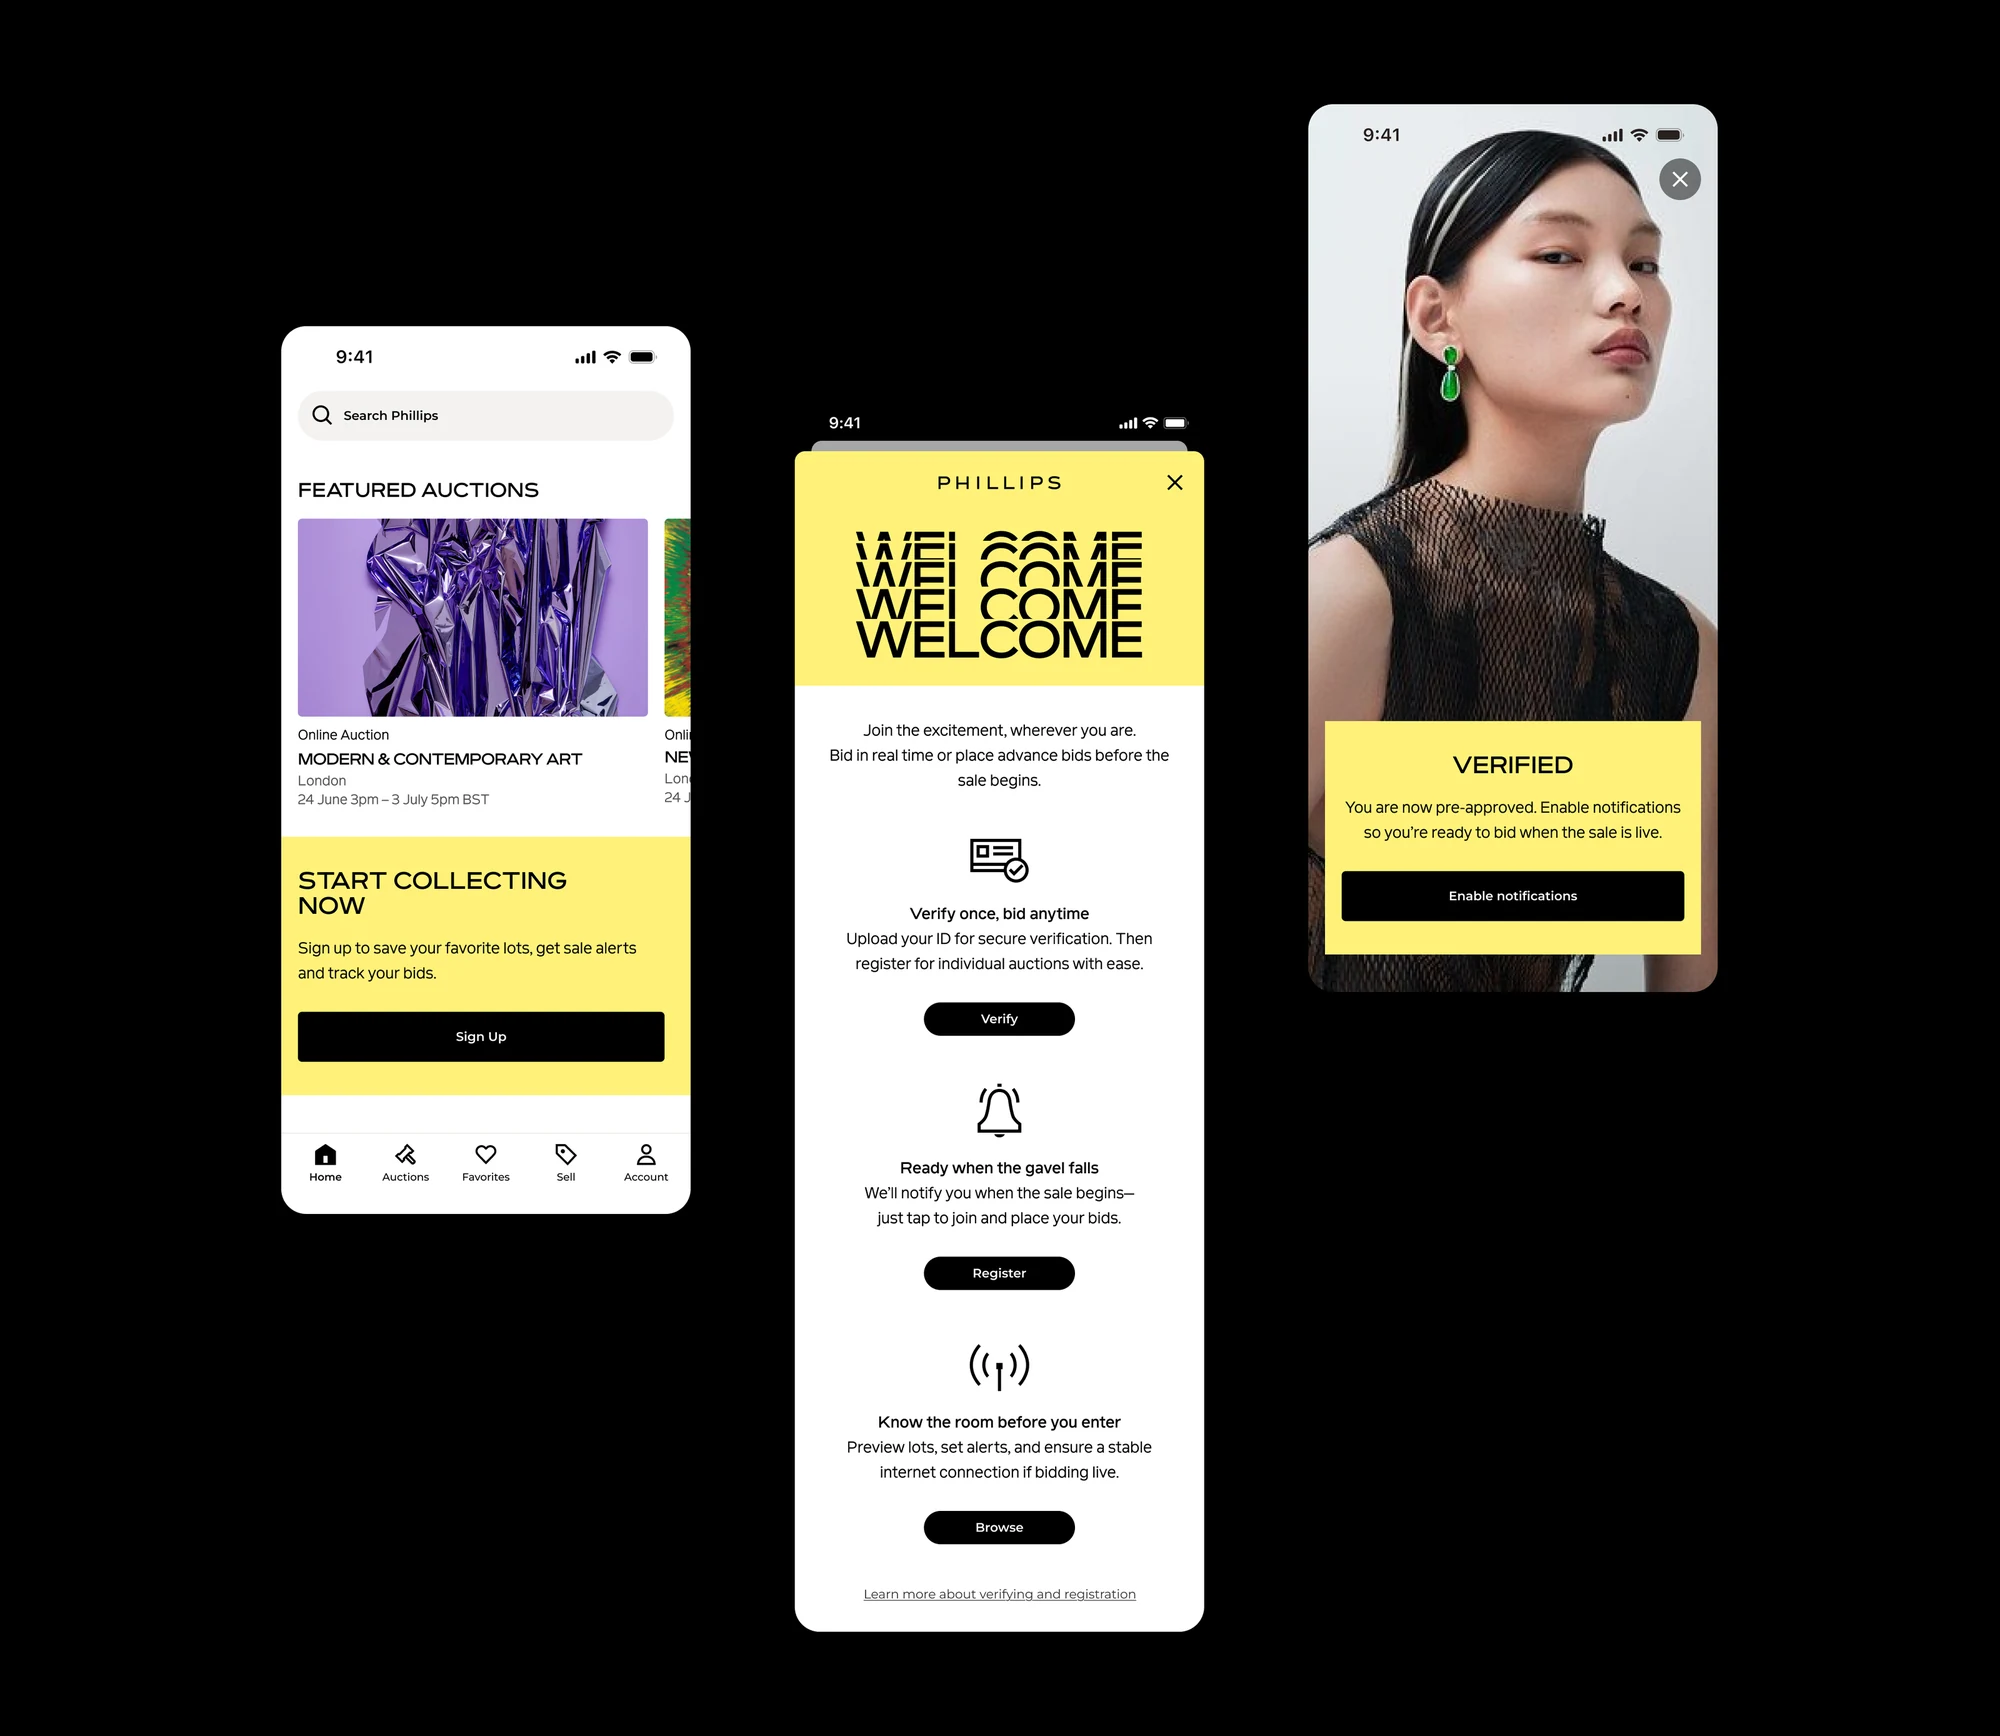 9:41
Search Phillips
FEATURED AUCTIONS
Online Auction
MODERN & CONTEMPORARY ART
London
24 June 3pm – 3 July 5pm BST
START COLLECTING
NOW
Sign up to save your favorite lots, get sale alerts
and track your bids.
Sign Up
Home
Auctions
Favorites
Sell
Account
9:41
PHILLIPS
WELCOME
WELCOME
WELCOME
WELCOME
Join the excitement, wherever you are.
Bid in real time or place advance bids before the
sale begins.
Verify once, bid anytime
Upload your ID for secure verification. Then
register for individual auctions with ease.
Verify
Ready when the gavel falls
We'll notify you when the sale begins—
just tap to join and place your bids.
Register
Know the room before you enter
Preview lots, set alerts, and ensure a stable
internet connection if bidding live.
Browse
Learn more about verifying and registration
9:41
VERIFIED
You are now pre-approved. Enable notifications
so you're ready to bid when the sale is live.
Enable notifications